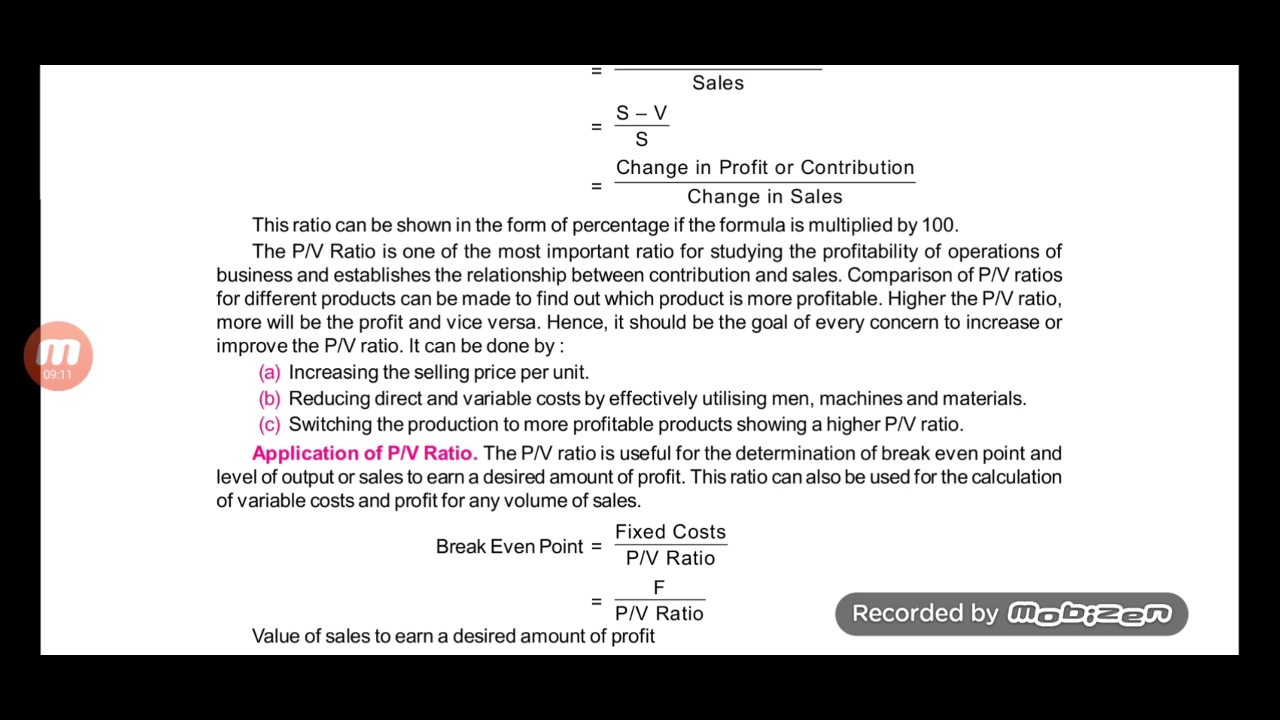 =
Sales
= S – V
S
= Change in Profit or Contribution
Change in Sales
This ratio can be shown in the form of percentage if the formula is multiplied by 100.
The P/V Ratio is one of the most important ratio for studying the profitability of operations of
business and establishes the relationship between contribution and sales. Comparison of P/V ratios
for different products can be made to find out which product is more profitable. Higher the P/V ratio,
more will be the profit and vice versa. Hence, it should be the goal of every concern to increase or
improve the P/V ratio. It can be done by :
(a) Increasing the selling price per unit.
(b) Reducing direct and variable costs by effectively utilising men, machines and materials.
(c) Switching the production to more profitable products showing a higher P/V ratio.
Application of P/V Ratio. The P/V ratio is useful for the determination of break even point and
level of output or sales to earn a desired amount of profit. This ratio can also be used for the calculation
of variable costs and profit for any volume of sales.
Break Even Point = Fixed Costs
P/V Ratio
= F
P/V Ratio
Value of sales to earn a desired amount of profit
m
09:11
Recorded by mobizen